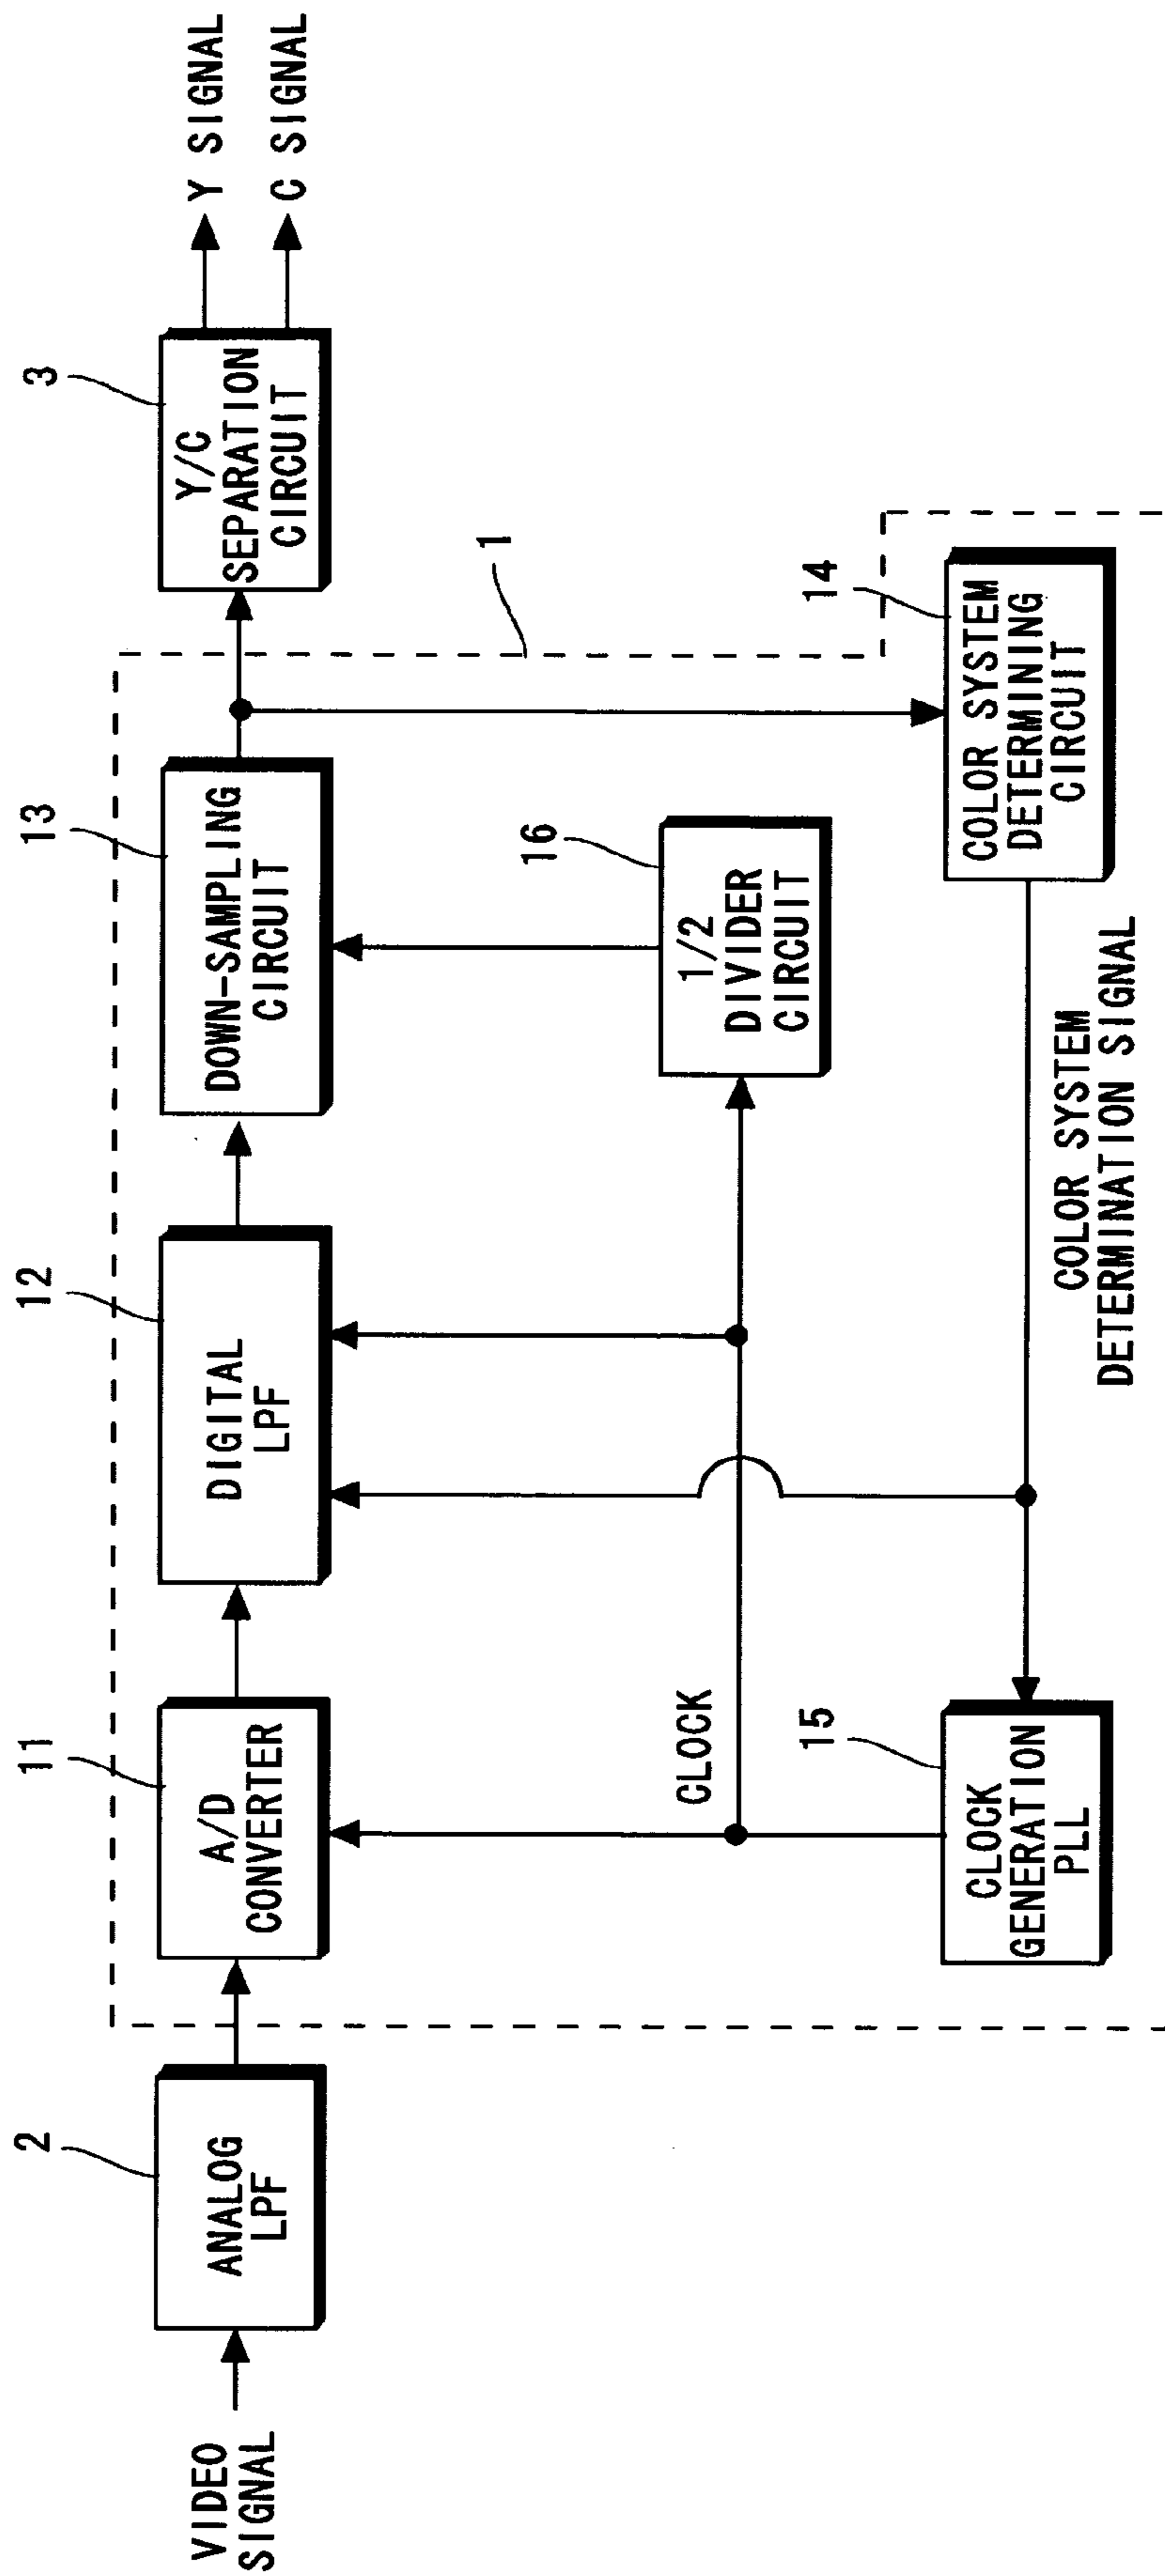 VIDEO
SIGNAL
2
ANALOG
LPF
11
A/D
CONVERTER
12
DIGITAL
LPF
13
DOWN-SAMPLING
CIRCUIT
3
Y/C
SEPARATION
CIRCUIT
Y SIGNAL
C SIGNAL
1
CLOCK
16
1/2
DIVIDER
CIRCUIT
15
CLOCK
GENERATION
PLL
14
COLOR SYSTEM
DETERMINING
CIRCUIT
COLOR SYSTEM
DETERMINATION SIGNAL